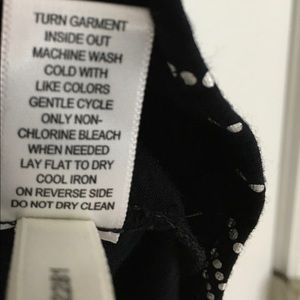 TURN GARMENT
INSIDE OUT
MACHINE WASH
COLD WITH
LIKE COLORS
GENTLE CYCLE
ONLY NON-
CHLORINE BLEACH
WHEN NEEDED
LAY FLAT TO DRY
COOL IRON
ON REVERSE SIDE
DO NOT DRY CLEAN